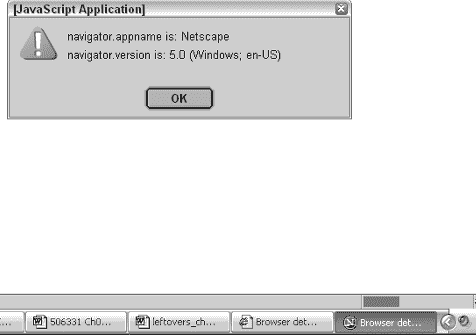 [JavaScript Application]
navigator.appname is: Netscape
navigator.version is: 5.0 (Windows; en-US)
OK
506331 Ch0...
leftovers_ch...
Browser det...
Browser det...